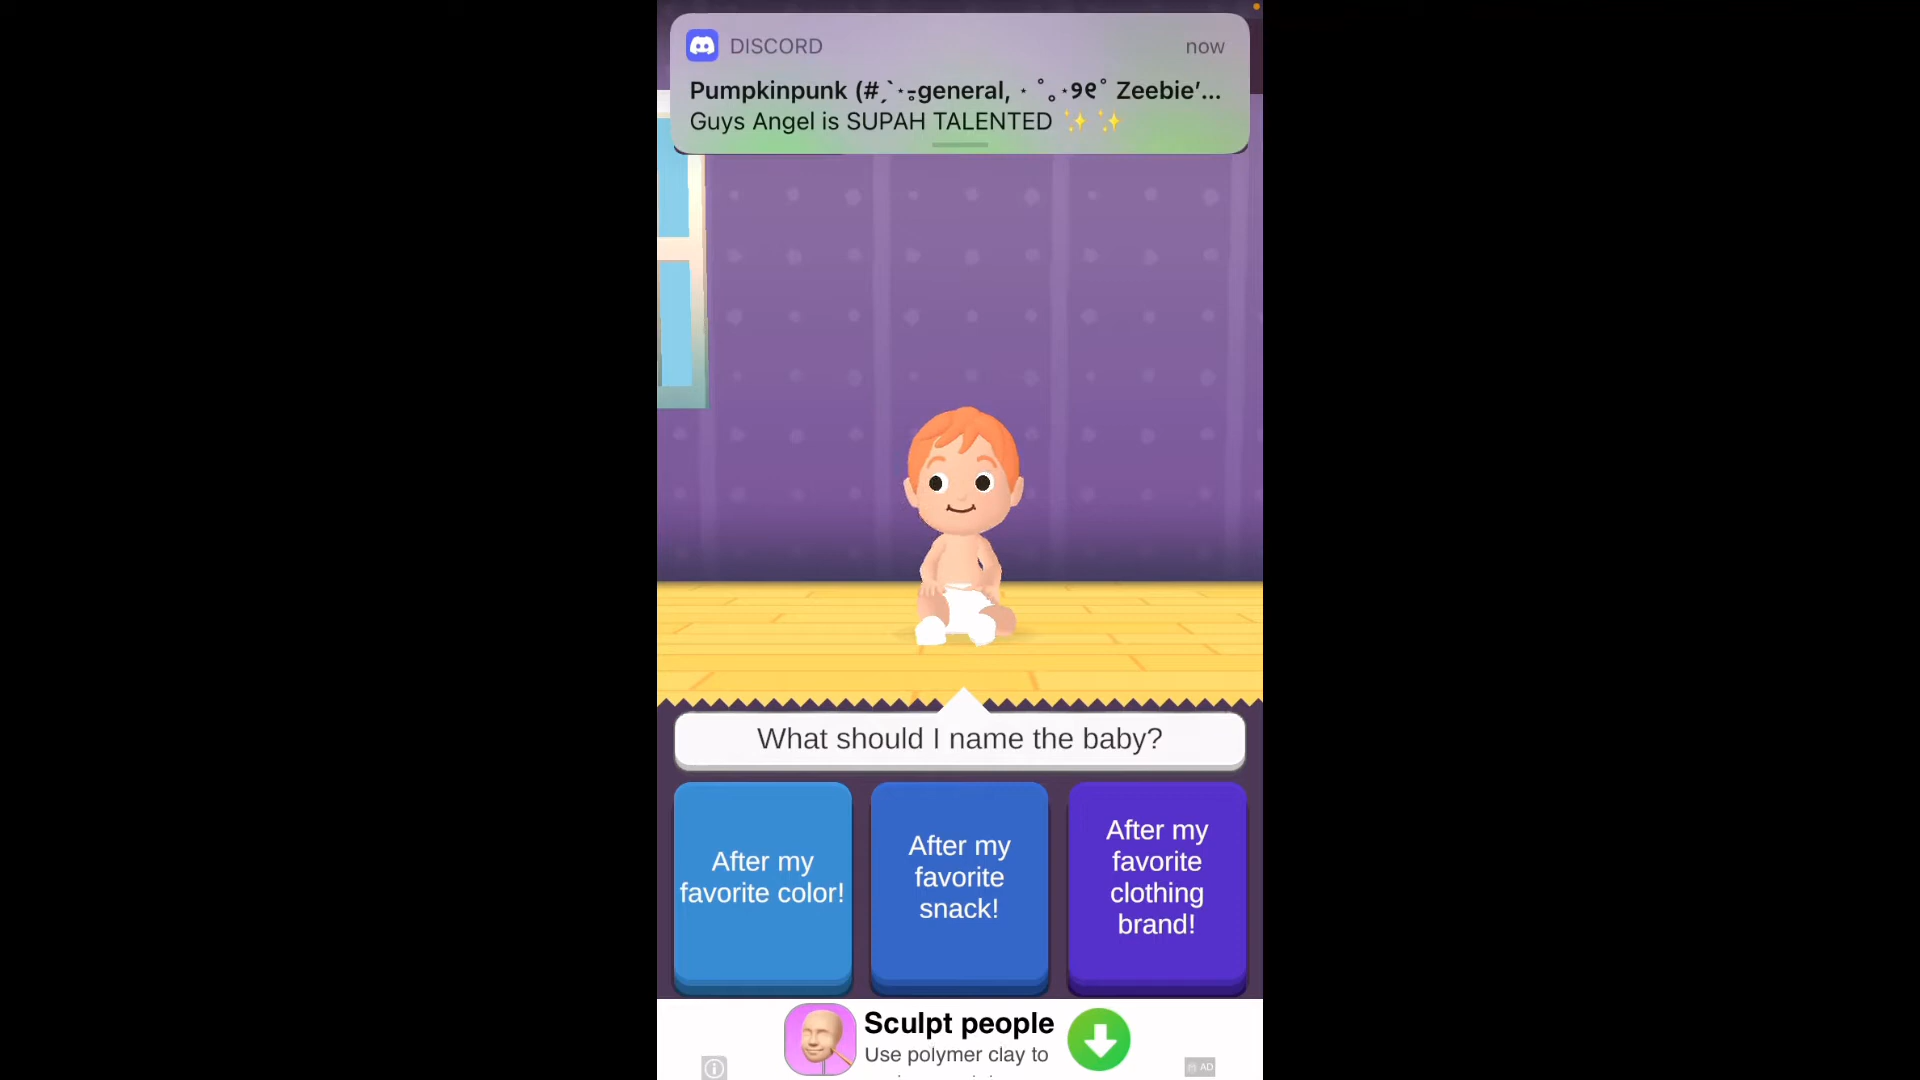 DISCORD
now
Pumpkinpunk (#ˏˋ⋆general, ⋆ ˚｡⋆୨୧˚ Zeebie’...
Guys Angel is SUPAH TALENTED ✨ ✨
What should I name the baby?
After my
favorite color!
After my
favorite
snack!
After my
favorite
clothing
brand!
Sculpt people
Use polymer clay to
AD